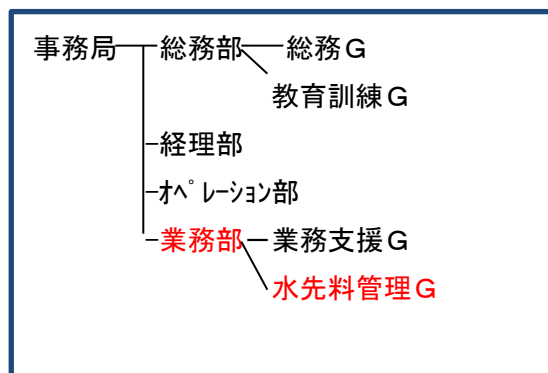 事務局 総務部 総務Ｇ
教育訓練Ｇ
経理部
ｵﾍﾟﾚｰｼｮﾝ部
業務部 業務支援Ｇ
水先料管理Ｇ